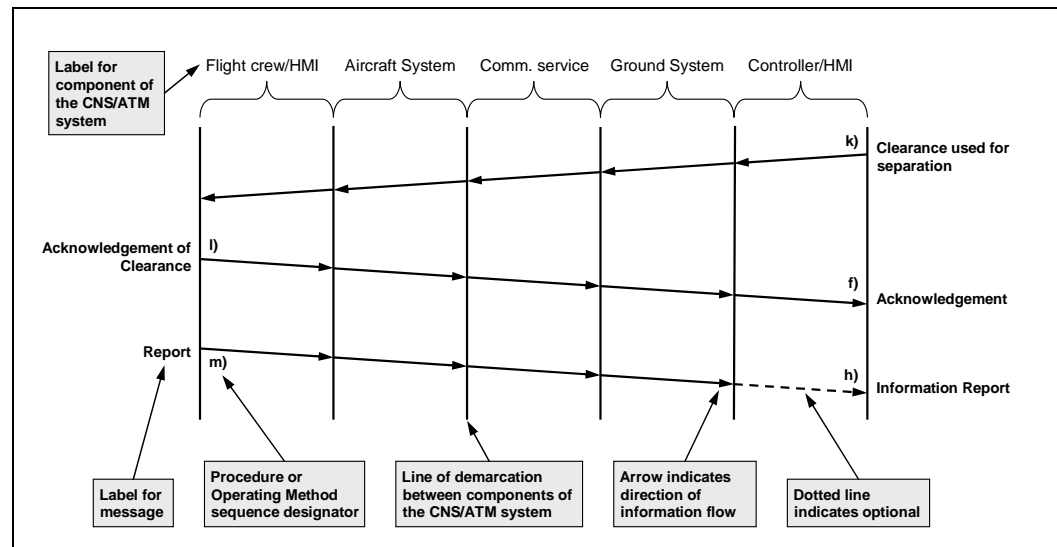 Label for
component of
the CNS/ATM
system
Flight crew/HMI
Aircraft System
Comm. service
Ground System
Controller/HMI
k)
Clearance used for
separation
Acknowledgement of
Clearance
l)
f)
Acknowledgement
Report
m)
h)
Information Report
Label for
message
Procedure or
Operating Method
sequence designator
Line of demarcation
between components of
the CNS/ATM system
Arrow indicates
direction of
information flow
Dotted line
indicates optional